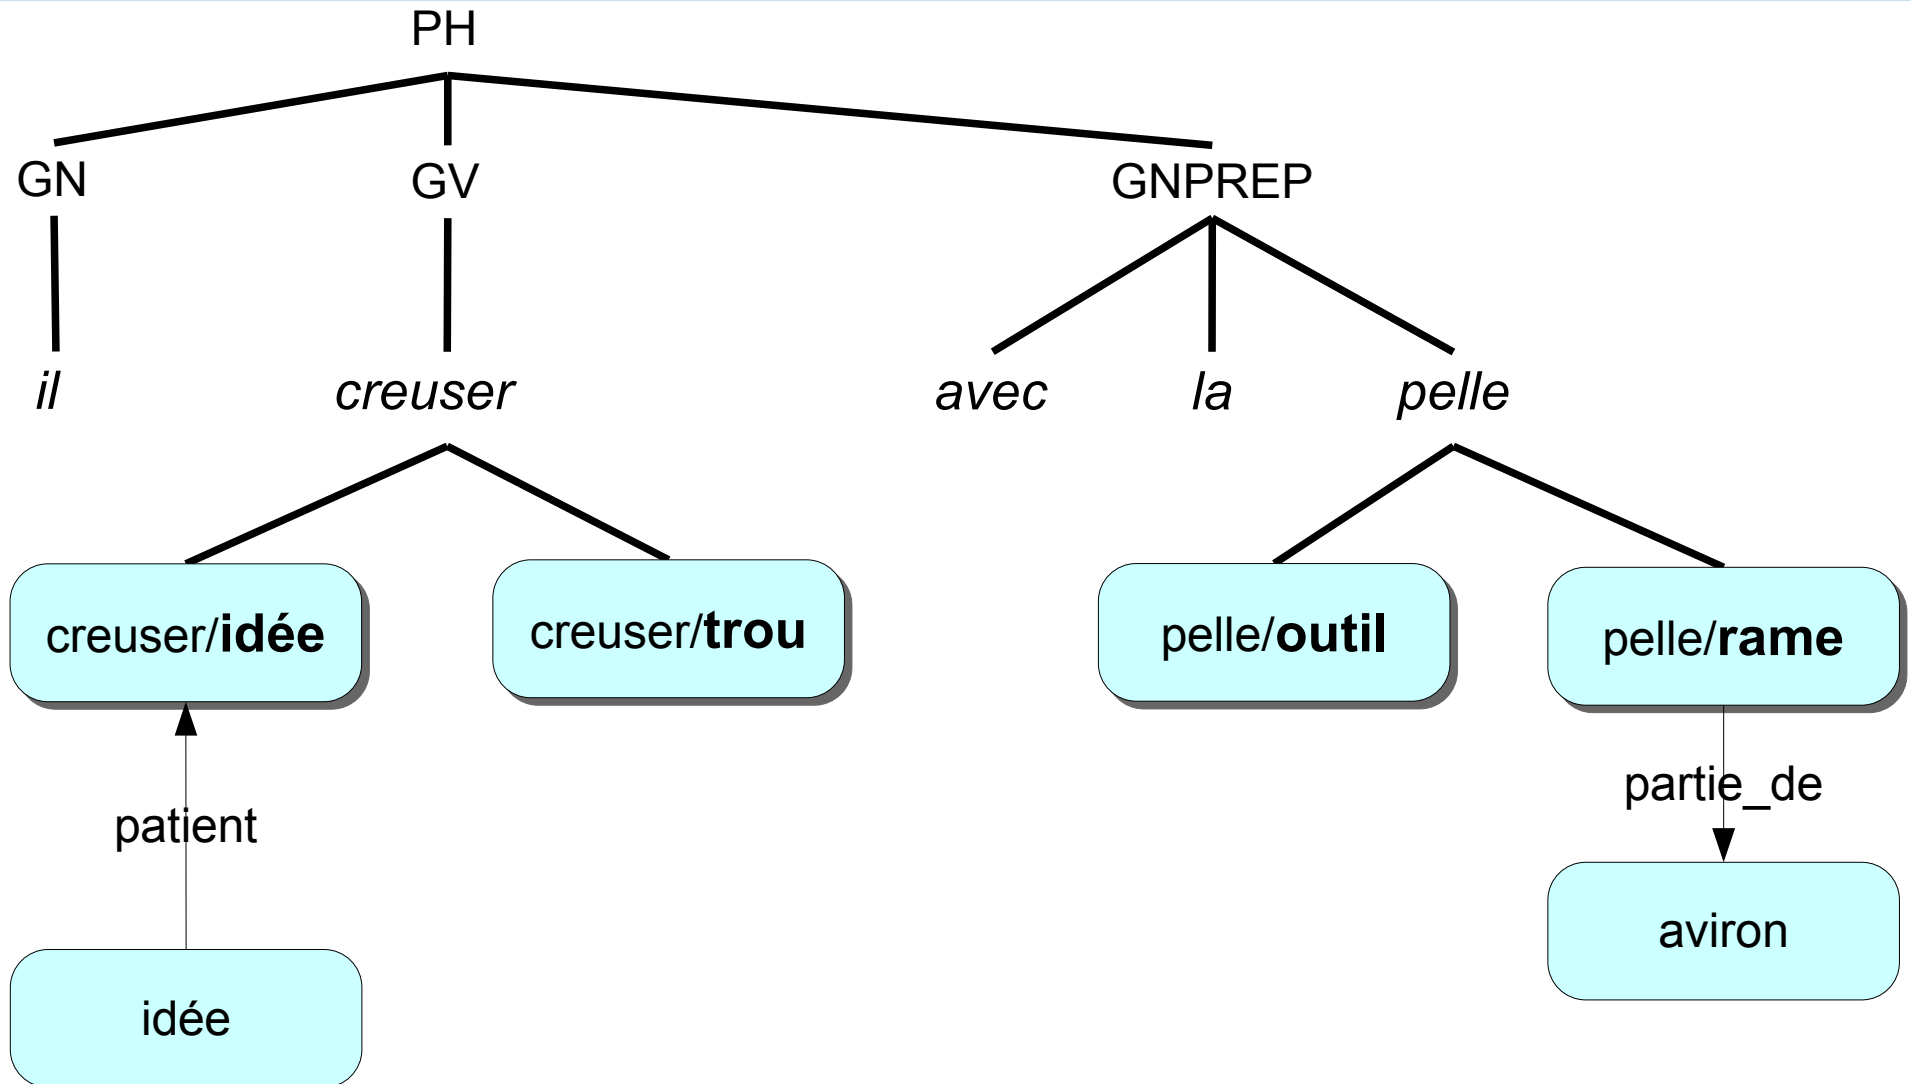 PH
GN GV GNPREP
il creuser avec la pelle
creuser/idée creuser/trou pelle/outil pelle/rame
patient partie_de
idée aviron